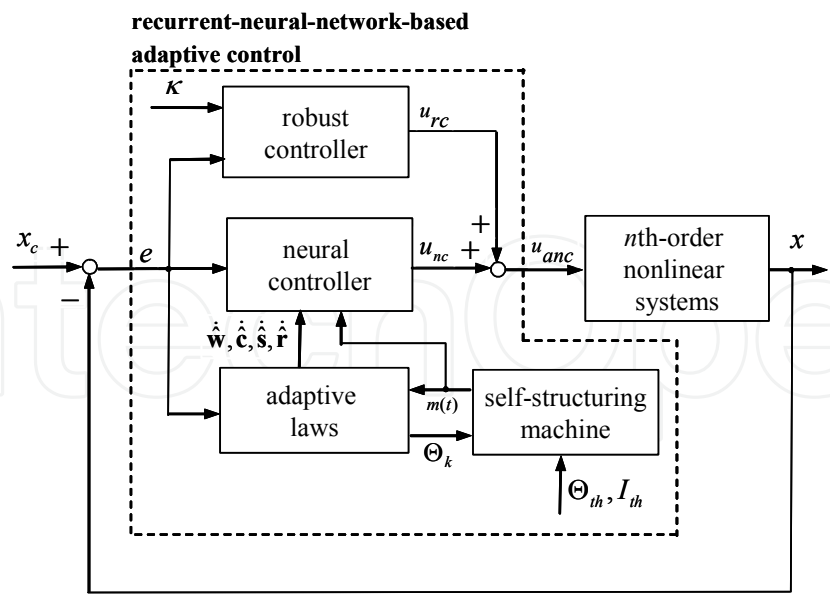 recurrent-neural-network-based
adaptive control
κ
robust
controller
u_rc
+
x_c +
e
neural
controller
u_nc +
u_anc
nth-order
nonlinear
systems
x
−
ẇ̂, ċ̂, ṡ̂, ṙ̂
adaptive
laws
m(t)
Θ_k
self-structuring
machine
Θ_th, I_th